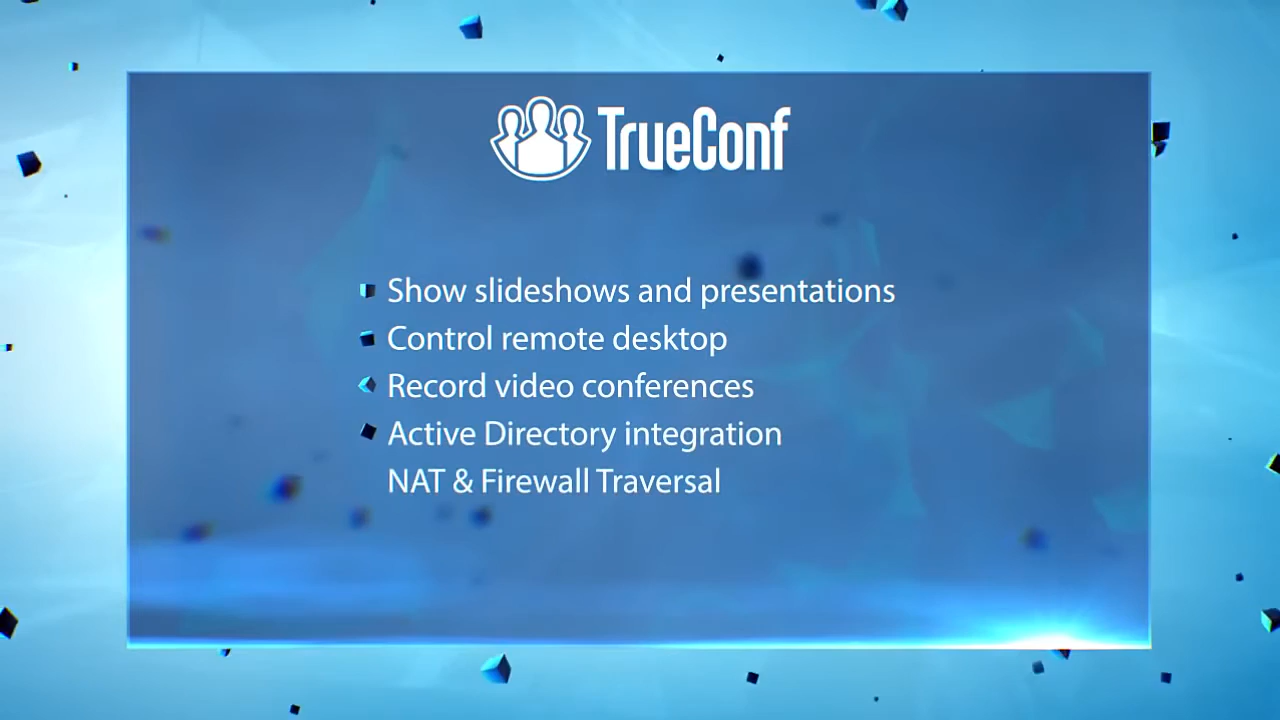 TrueConf
Show slideshows and presentations
Control remote desktop
Record video conferences
Active Directory integration
NAT & Firewall Traversal